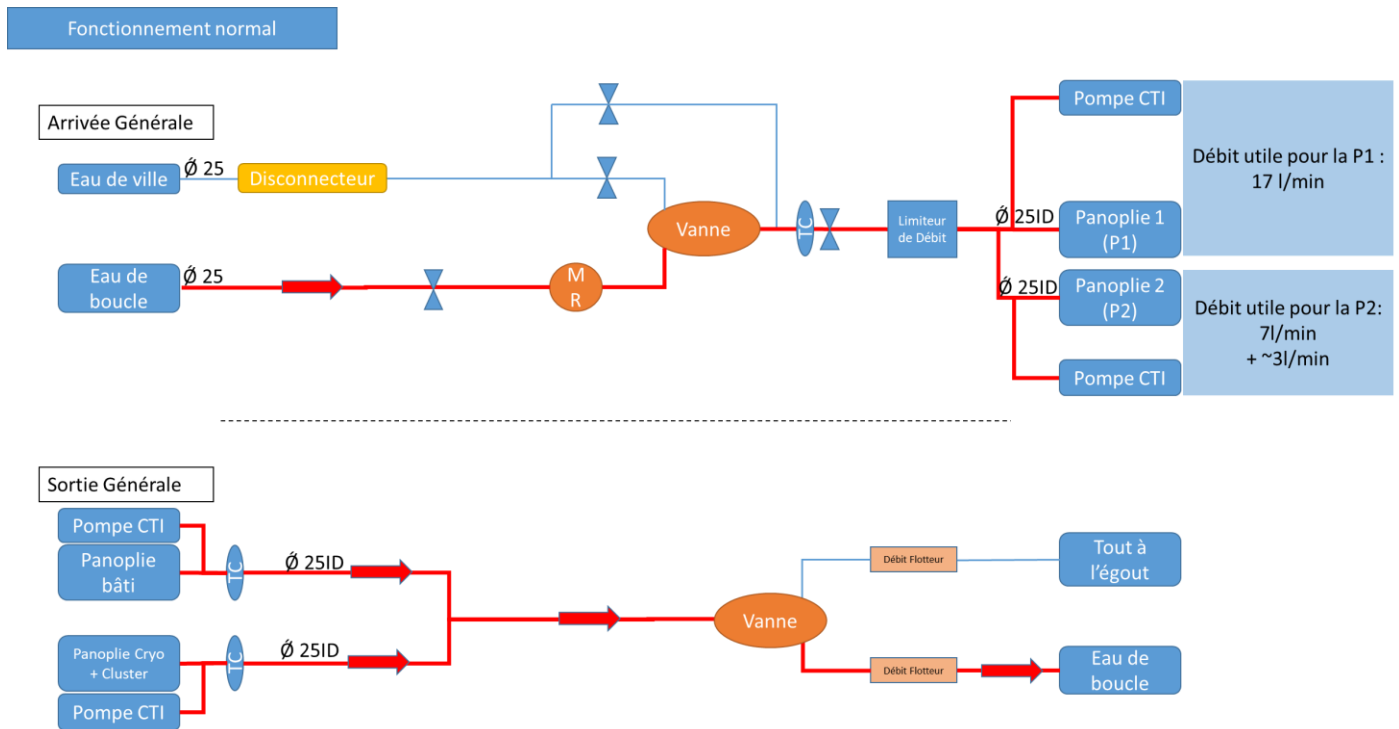 Fonctionnement normal
Arrivée Générale
Eau de ville
Ǿ 25
Disconnecteur
Eau de
boucle
Ǿ 25
M
R
Vanne
TC
Limiteur
de Débit
Pompe CTI
Ǿ 25ID
Panoplie 1
(P1)
Ǿ 25ID
Panoplie 2
(P2)
Pompe CTI
Débit utile pour la P1 :
17 l/min
Débit utile pour la P2:
7l/min
+ ~3l/min
Sortie Générale
Pompe CTI
Panoplie
bâti
TC
Ǿ 25ID
Panoplie Cryo
+ Cluster
Pompe CTI
TC
Ǿ 25ID
Vanne
Débit Flotteur
Tout à
l’égout
Débit Flotteur
Eau de
boucle